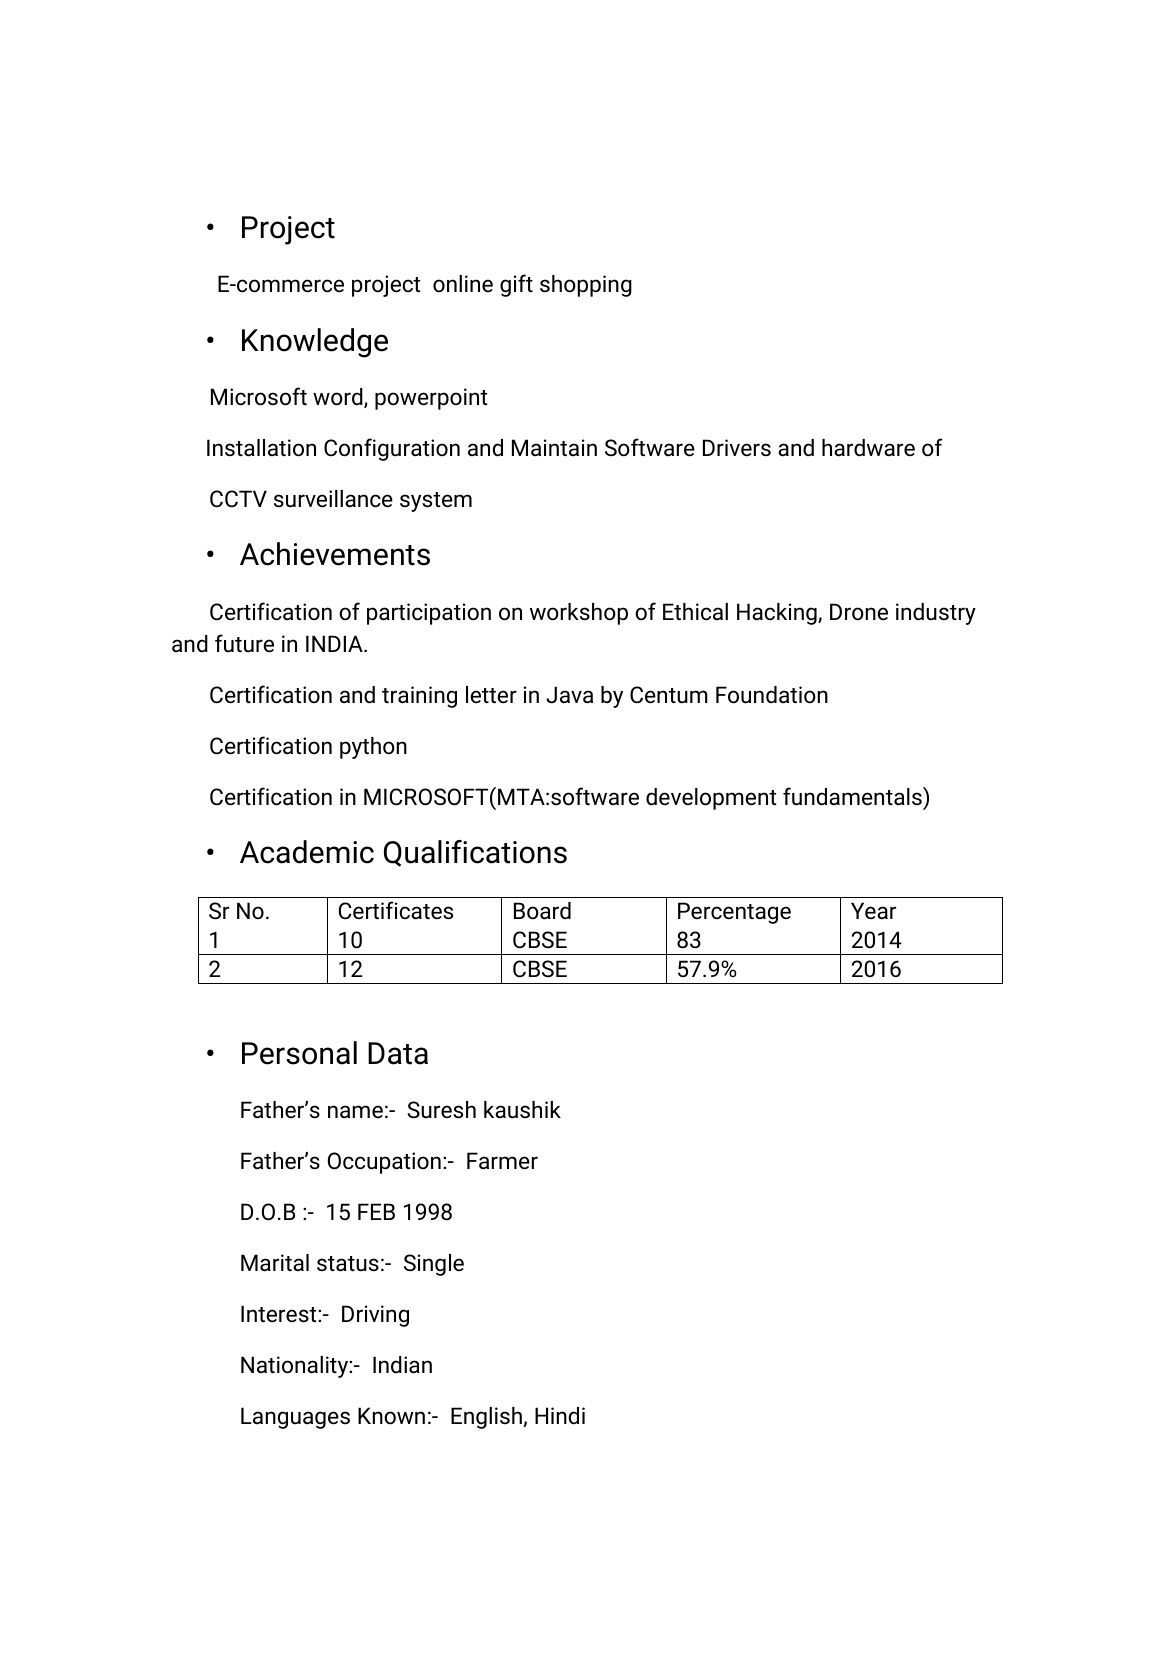 • Project
E-commerce project  online gift shopping
• Knowledge
Microsoft word, powerpoint
Installation Configuration and Maintain Software Drivers and hardware of
CCTV surveillance system
• Achievements
Certification of participation on workshop of Ethical Hacking, Drone industry
and future in INDIA.
Certification and training letter in Java by Centum Foundation
Certification python
Certification in MICROSOFT(MTA:software development fundamentals)
• Academic Qualifications
Sr No. Certificates Board Percentage Year
1 10 CBSE 83 2014
2 12 CBSE 57.9% 2016
• Personal Data
Father’s name:-  Suresh kaushik
Father’s Occupation:-  Farmer
D.O.B :-  15 FEB 1998
Marital status:-  Single
Interest:-  Driving
Nationality:-  Indian
Languages Known:-  English, Hindi